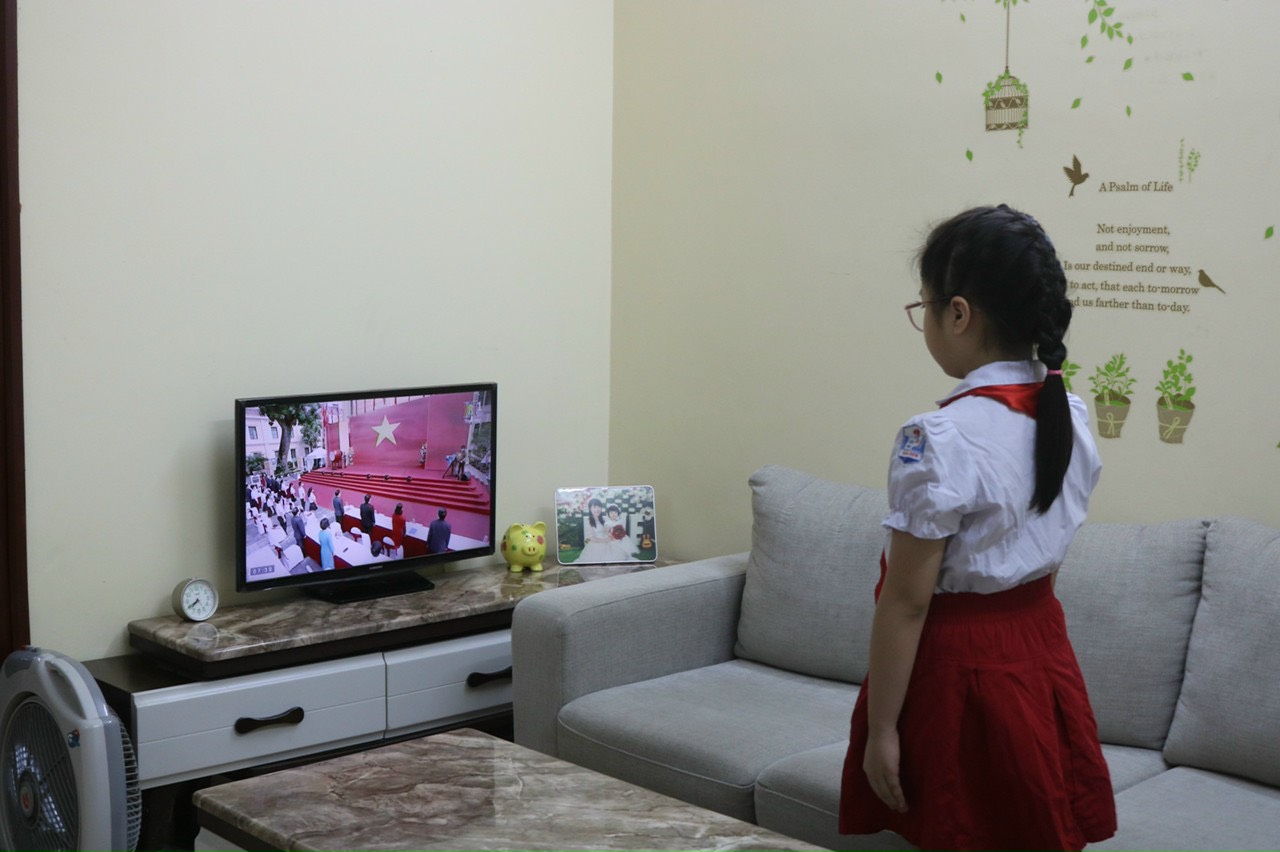 A Psalm of Life
Not enjoyment,
and not sorrow,
Is our destined end or way,
to act, that each to-morrow
us farther than to-day.